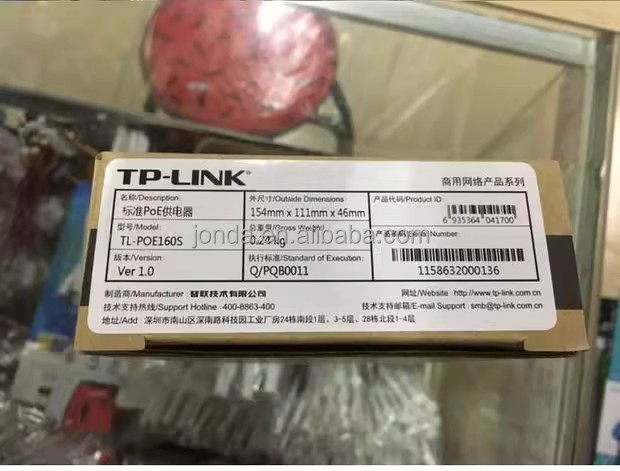 TP-LINK® 商用网络产品系列
名称/Description 外尺寸/Outside Dimensions 产品代码/Product ID
标准PoE供电器 154mm x 111mm x 46mm
6 935364 041700
型号/Model: 总重量/Gross Weight 产品条码/Serial Number:
TL-POE160S kg
jonda.en.alibaba.com
版本/Version: 执行标准/Standard of Execution:
Ver 1.0 Q/PQB0011 1158632000136
制造商/Manufacturer : 普联技术有限公司 网址/Website : http://www.tp-link.com.cn
技术支持热线/Support Hotline : 400-8863-400 技术支持邮箱/E-mail Support : smb@tp-link.com.cn
地址/Add : 深圳市南山区深南路科技园工业厂房24栋南段1层、3-5层、28栋北段1-4层